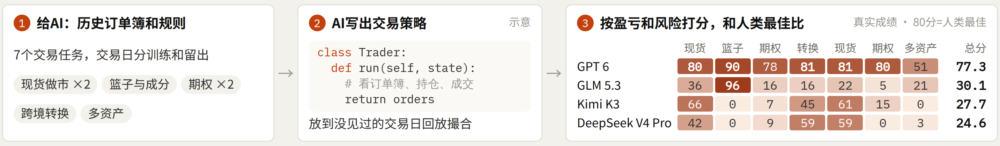 1 给AI：历史订单簿和规则
7个交易任务，交易日分训练和留出
现货做市 ×2 篮子与成分 期权 ×2
跨境转换 多资产
→
2 AI写出交易策略 示意
class Trader:
def run(self, state):
# 看订单簿、持仓、成交
return orders
放到没见过的交易日回放撮合
→
3 按盈亏和风险打分，和人类最佳比 真实成绩 · 80分=人类最佳
现货 篮子 期权 转换 现货 期权 多资产 总分
GPT 6 80 90 78 81 81 80 51 77.3
GLM 5.3 36 96 16 16 22 5 21 30.1
Kimi K3 66 0 7 45 61 15 0 27.7
DeepSeek V4 Pro 42 0 9 59 59 0 3 24.6